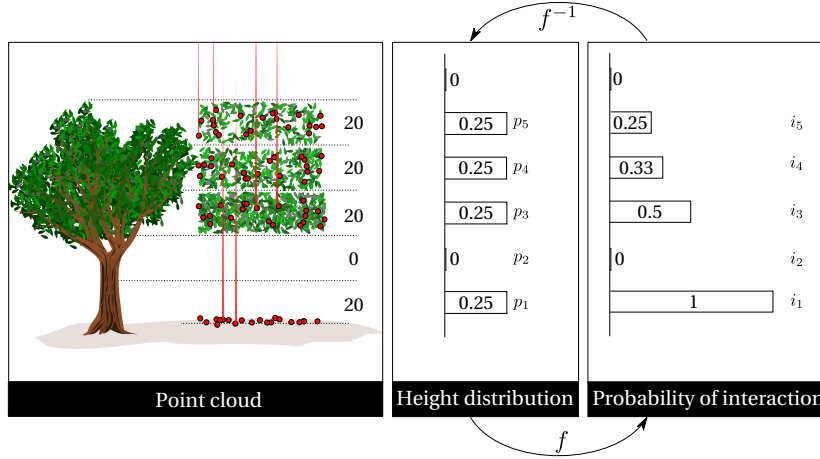 f⁻¹
0
0
20
0.25 p₅
0.25 i₅
20
0.25 p₄
0.33 i₄
20
0.25 p₃
0.5 i₃
0
0 p₂
0 i₂
20
0.25 p₁
1 i₁
Point cloud
Height distribution
Probability of interaction
f